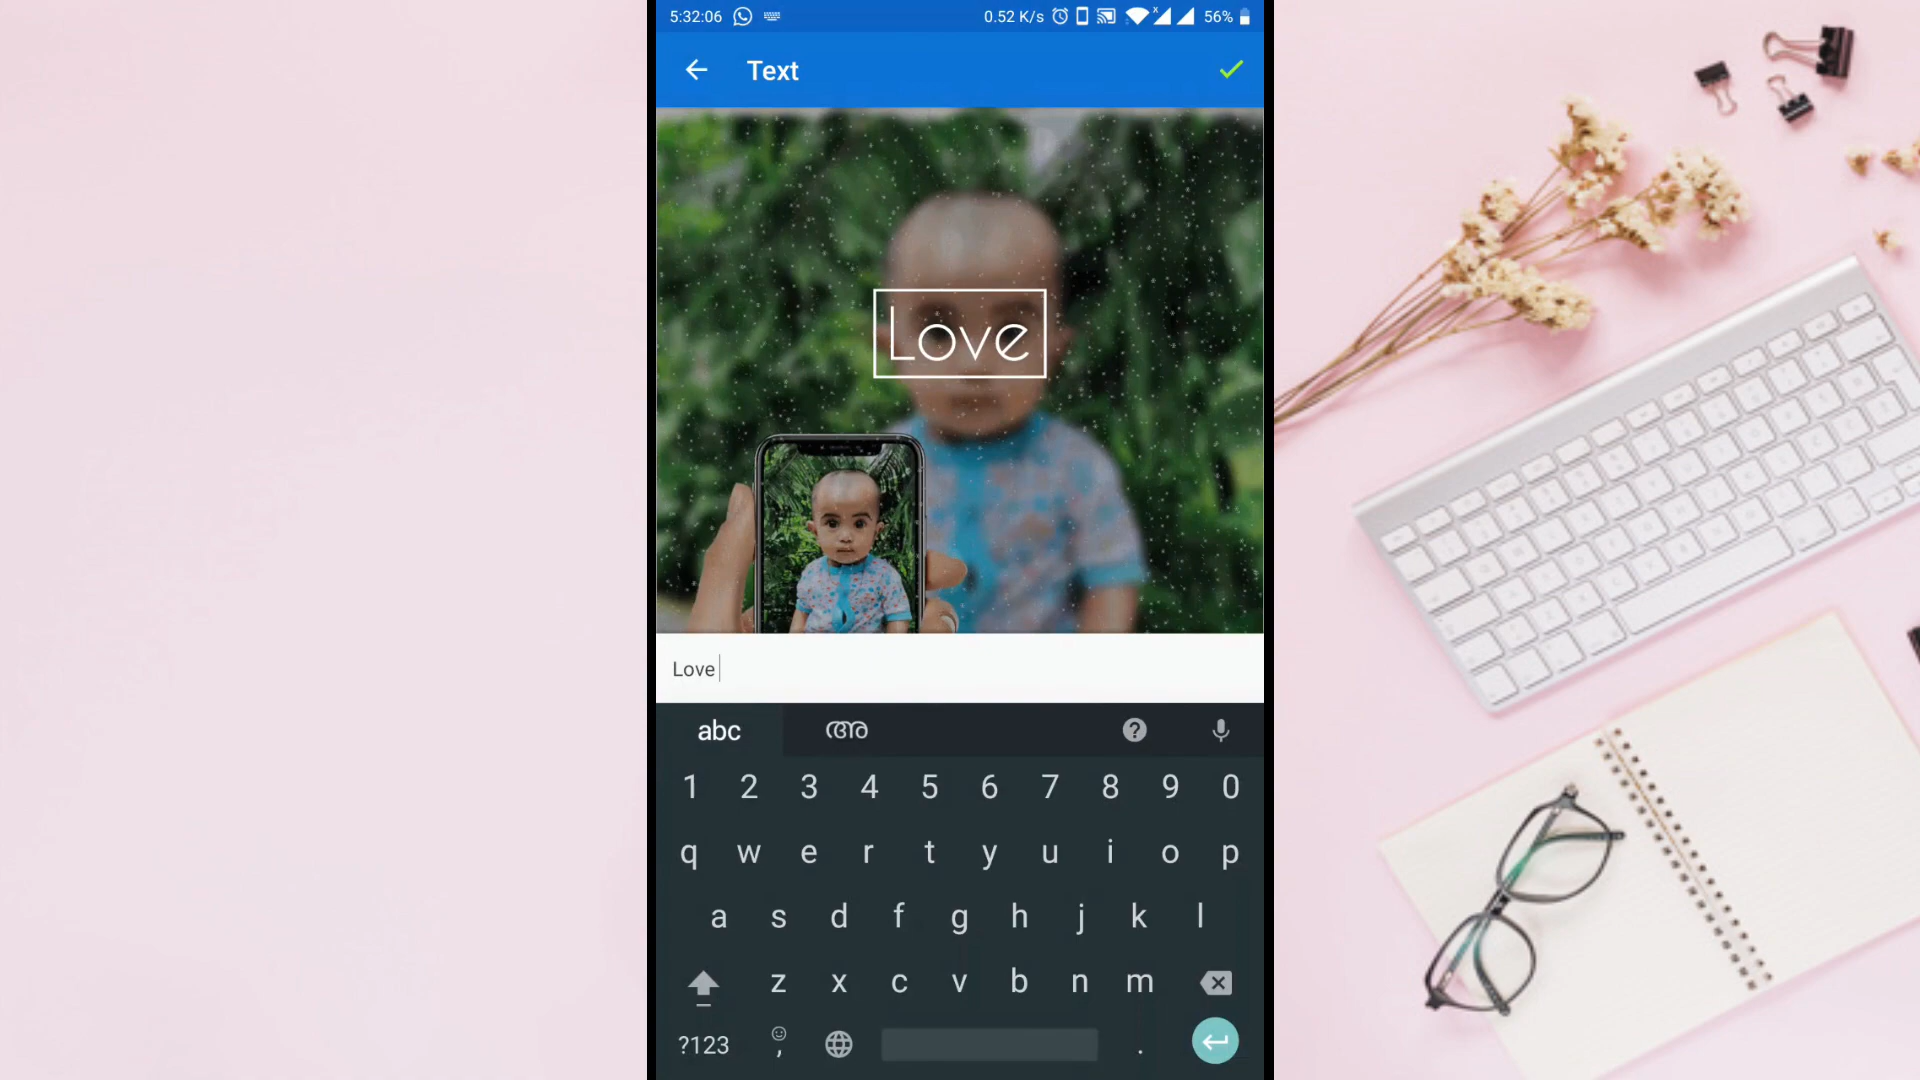 5:32:06 0.52 K/s 56%
Text
Love
Love
abc അ
1 2 3 4 5 6 7 8 9 0
q w e r t y u i o p
a s d f g h j k l
z x c v b n m
?123 , .